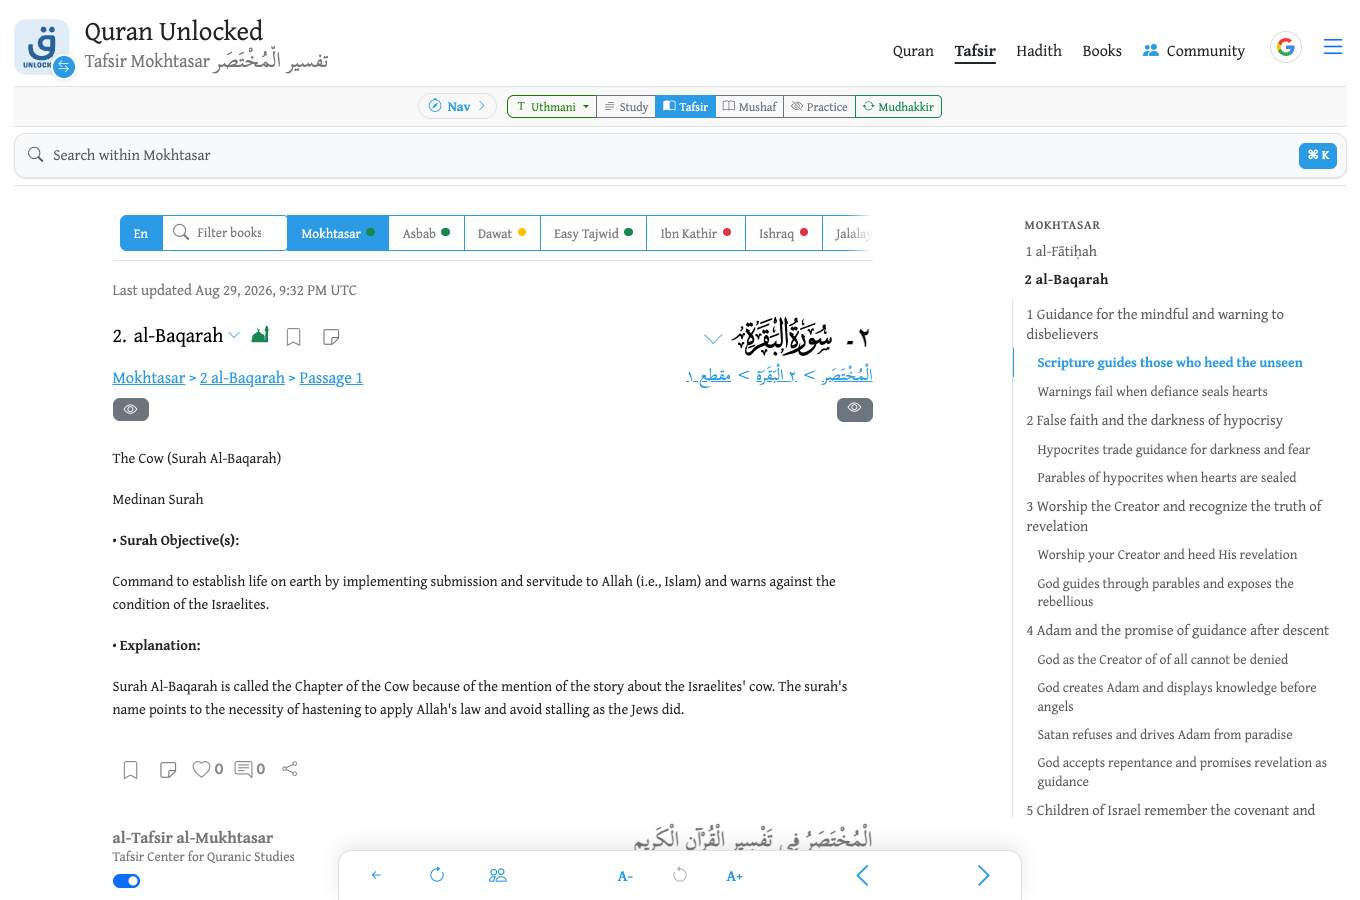 Quran Unlocked
Tafsir Mokhtasar تفسير الْمُخْتَصَر
Quran Tafsir Hadith Books Community
Nav
Uthmani Study Tafsir Mushaf Practice Mudhakkir
Search within Mokhtasar
⌘ K
En Filter books Mokhtasar Asbab Dawat Easy Tajwid Ibn Kathir Ishraq
Last updated Aug 29, 2026, 9:32 PM UTC
2. al-Baqarah
٢ - سُورَةُ الْبَقَرَةِ
Mokhtasar > 2 al-Baqarah > Passage 1
الْمُخْتَصَر > ٢ الْبَقَرَة > مقطع ١
The Cow (Surah Al-Baqarah)
Medinan Surah
• Surah Objective(s):
Command to establish life on earth by implementing submission and servitude to Allah (i.e., Islam) and warns against the
condition of the Israelites.
• Explanation:
Surah Al-Baqarah is called the Chapter of the Cow because of the mention of the story about the Israelites' cow. The surah's
name points to the necessity of hastening to apply Allah's law and avoid stalling as the Jews did.
0 0
al-Tafsir al-Mukhtasar
الْمُخْتَصَرُ فِي تَفْسِيرِ الْقُرْآنِ الْكَرِيمِ
Tafsir Center for Quranic Studies
A- A+
MOKHTASAR
1 al-Fātiḥah
2 al-Baqarah
1 Guidance for the mindful and warning to
disbelievers
Scripture guides those who heed the unseen
Warnings fail when defiance seals hearts
2 False faith and the darkness of hypocrisy
Hypocrites trade guidance for darkness and fear
Parables of hypocrites when hearts are sealed
3 Worship the Creator and recognize the truth of
revelation
Worship your Creator and heed His revelation
God guides through parables and exposes the
rebellious
4 Adam and the promise of guidance after descent
God as the Creator of of all cannot be denied
God creates Adam and displays knowledge before
angels
Satan refuses and drives Adam from paradise
God accepts repentance and promises revelation as
guidance
5 Children of Israel remember the covenant and